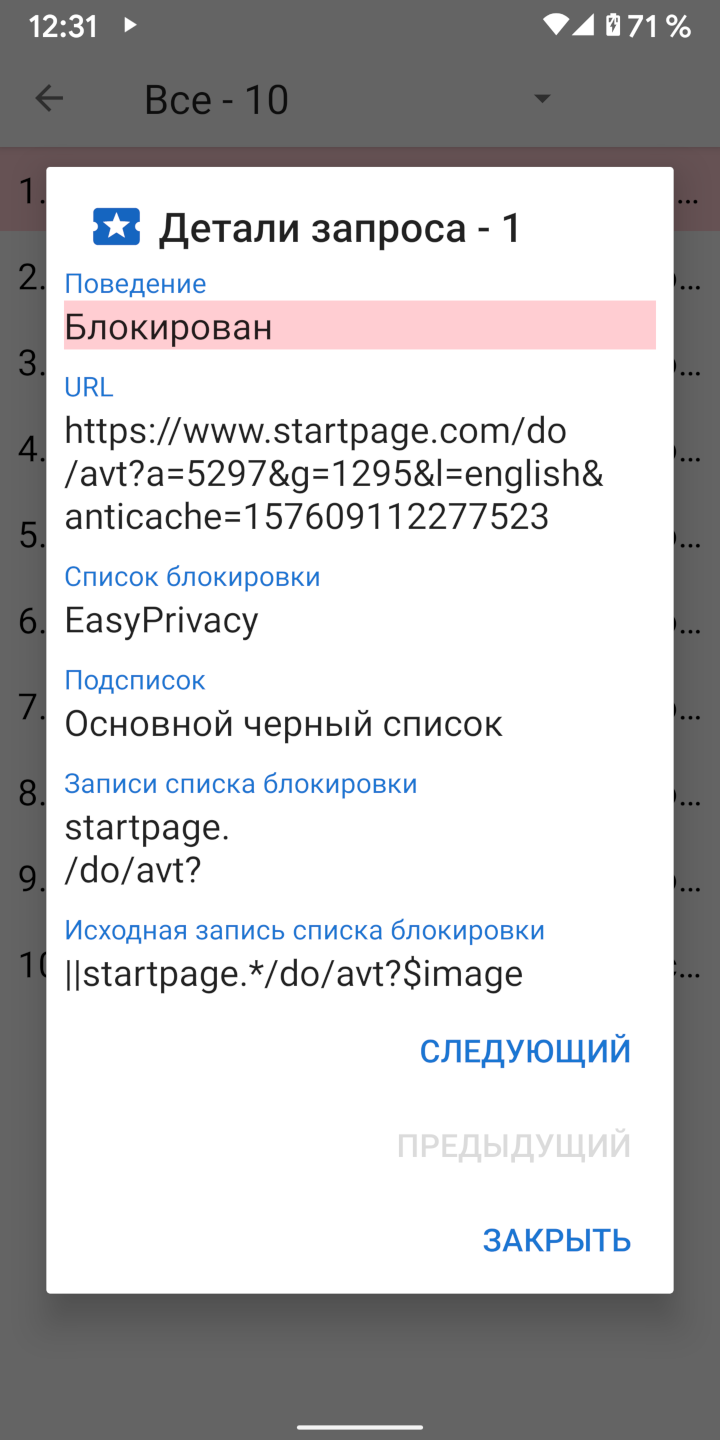 12:31
71 %
Все - 10
1.
Детали запроса - 1
2.
Поведение
Блокирован
3.
URL
https://www.startpage.com/do
/avt?a=5297&g=1295&l=english&
anticache=157609112277523
4.
5.
Список блокировки
EasyPrivacy
6.
Подсписок
Основной черный список
7.
Записи списка блокировки
startpage.
/do/avt?
8.
9.
Исходная запись списка блокировки
||startpage.*/do/avt?$image
10
СЛЕДУЮЩИЙ
ПРЕДЫДУЩИЙ
ЗАКРЫТЬ